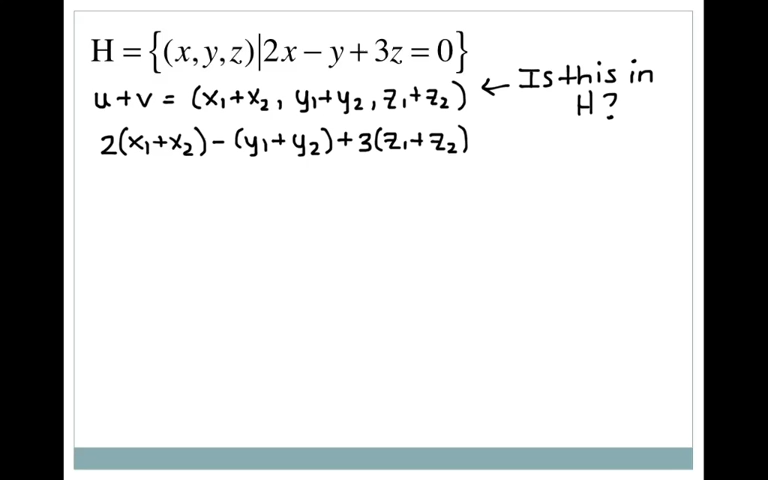 H = {(x, y, z)|2x − y + 3z = 0}
u + v = (x₁+x₂, y₁+y₂, z₁+z₂) ← Is this in H?
2(x₁+x₂) − (y₁+y₂) + 3(z₁+z₂)